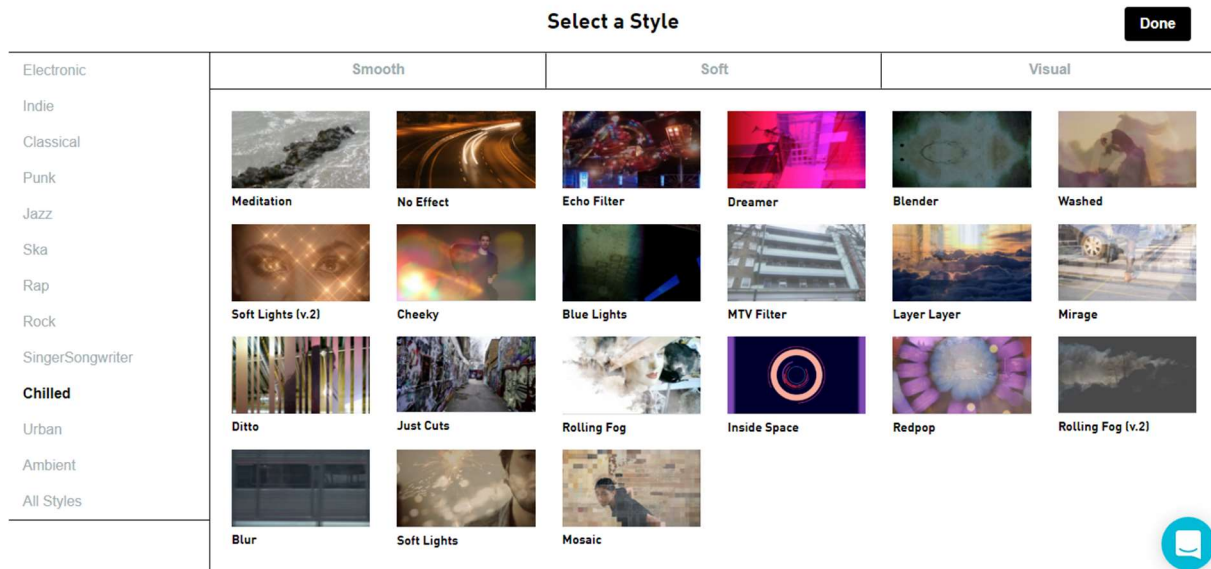 Select a Style
Done
Electronic
Indie
Classical
Punk
Jazz
Ska
Rap
Rock
SingerSongwriter
Chilled
Urban
Ambient
All Styles
Smooth Soft Visual
Meditation No Effect Echo Filter Dreamer Blender Washed
Soft Lights (v.2) Cheeky Blue Lights MTV Filter Layer Layer Mirage
Ditto Just Cuts Rolling Fog Inside Space Redpop Rolling Fog (v.2)
Blur Soft Lights Mosaic